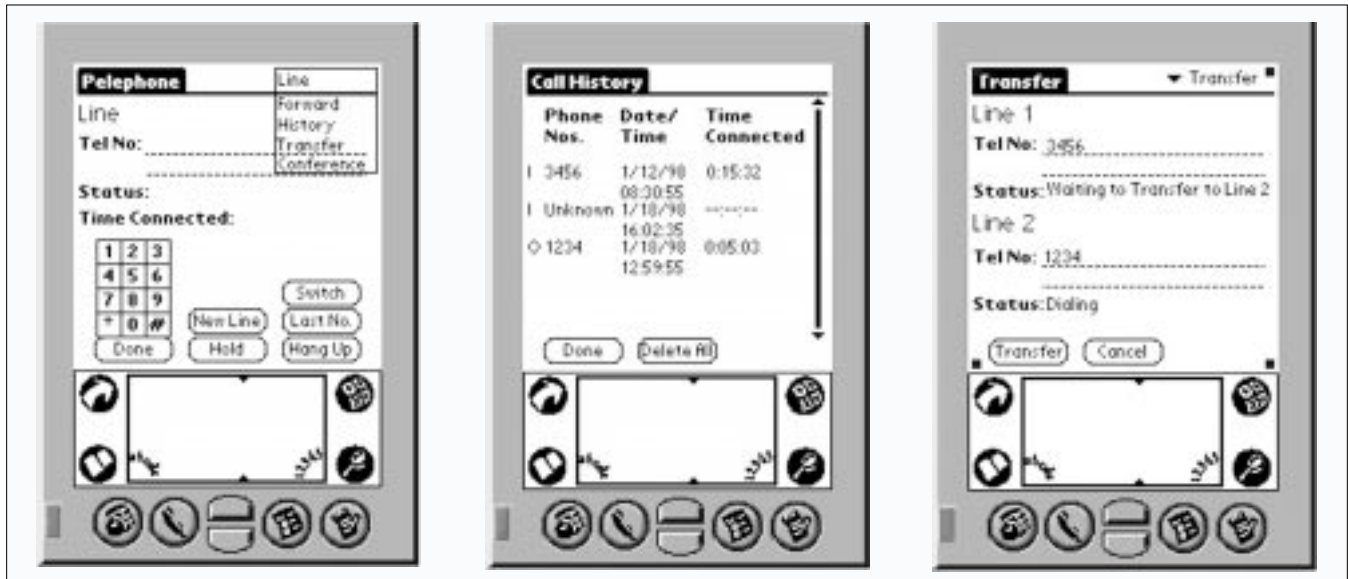 Pelephone
Line
Forward
History
Transfer
Conference
Line
Tel No:
Status:
Time Connected:
1 2 3
4 5 6
7 8 9
* 0 #
New Line
Switch
Last No.
Done
Hold
Hang Up
Call History
Phone Nos. Date/ Time Time Connected
I 3456 1/12/98 0:15:32
08:30:55
I Unknown 1/18/98 --:--:--
16:02:35
O 1234 1/18/98 0:05:03
12:59:55
Done
Delete All
Transfer
Transfer
Line 1
Tel No: 3456
Status: Waiting to Transfer to Line 2
Line 2
Tel No: 1234
Status: Dialing
Transfer
Cancel